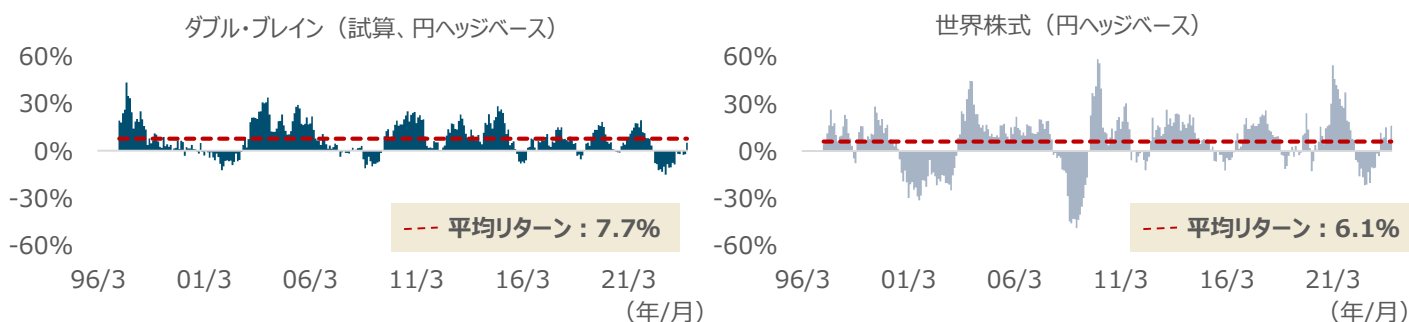 ダブル・ブレイン（試算、円ヘッジベース）
60%
30%
0%
-30%
-60%
平均リターン：7.7%
96/3 01/3 06/3 11/3 16/3 21/3
（年/月）
世界株式（円ヘッジベース）
60%
30%
0%
-30%
-60%
平均リターン：6.1%
96/3 01/3 06/3 11/3 16/3 21/3
（年/月）